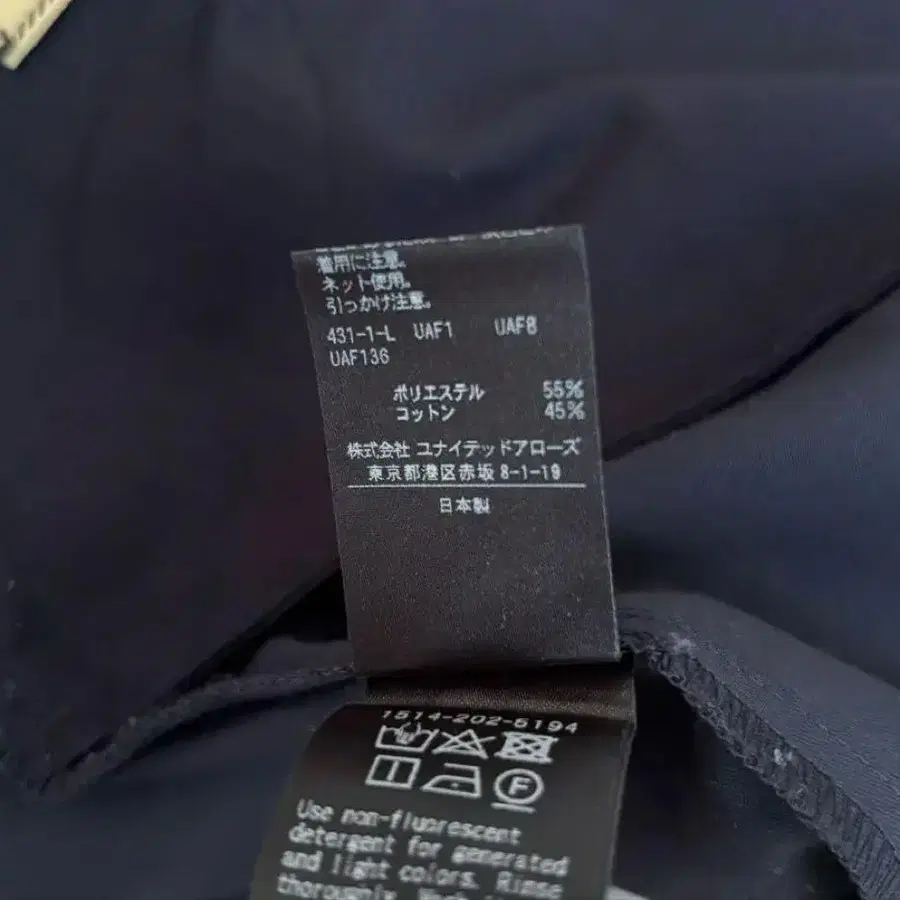 着用に注意。
ネット使用。
引っかけ注意。
431-1-L UAF1 UAF8
UAF136
ポリエステル 55%
コットン 45%
株式会社 ユナイテッドアローズ
東京都港区赤坂 8-1-19
日本製
1514-202-5194
F
Use non-fluorescent
detergent for generated
and light colors. Rinse
thoroughly.